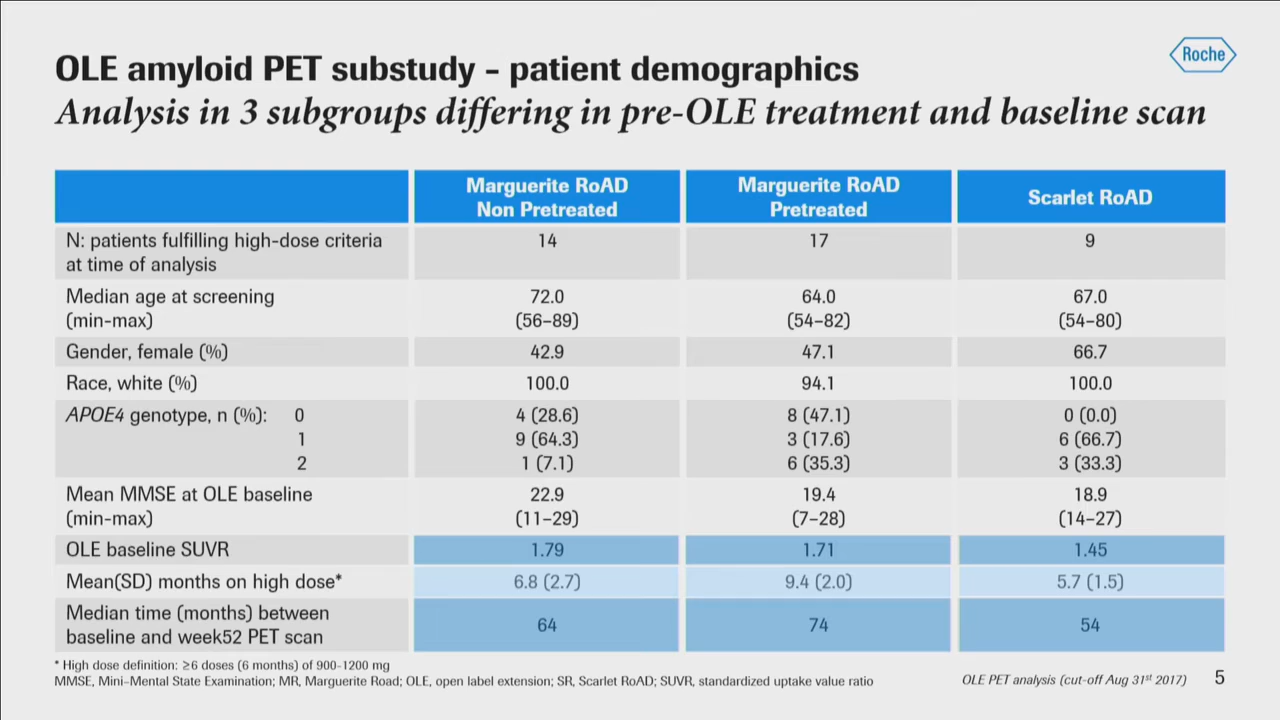 OLE amyloid PET substudy – patient demographics
Roche
Analysis in 3 subgroups differing in pre-OLE treatment and baseline scan
Marguerite RoAD Non Pretreated
Marguerite RoAD Pretreated
Scarlet RoAD
N: patients fulfilling high-dose criteria at time of analysis
14
17
9
Median age at screening (min-max)
72.0 (56–89)
64.0 (54–82)
67.0 (54–80)
Gender, female (%)
42.9
47.1
66.7
Race, white (%)
100.0
94.1
100.0
APOE4 genotype, n (%): 0
4 (28.6)
8 (47.1)
0 (0.0)
1
9 (64.3)
3 (17.6)
6 (66.7)
2
1 (7.1)
6 (35.3)
3 (33.3)
Mean MMSE at OLE baseline (min-max)
22.9 (11–29)
19.4 (7–28)
18.9 (14–27)
OLE baseline SUVR
1.79
1.71
1.45
Mean(SD) months on high dose*
6.8 (2.7)
9.4 (2.0)
5.7 (1.5)
Median time (months) between baseline and week52 PET scan
64
74
54
* High dose definition: ≥6 doses (6 months) of 900-1200 mg
MMSE, Mini-Mental State Examination; MR, Marguerite Road; OLE, open label extension; SR, Scarlet RoAD; SUVR, standardized uptake value ratio
OLE PET analysis (cut-off Aug 31st 2017)
5